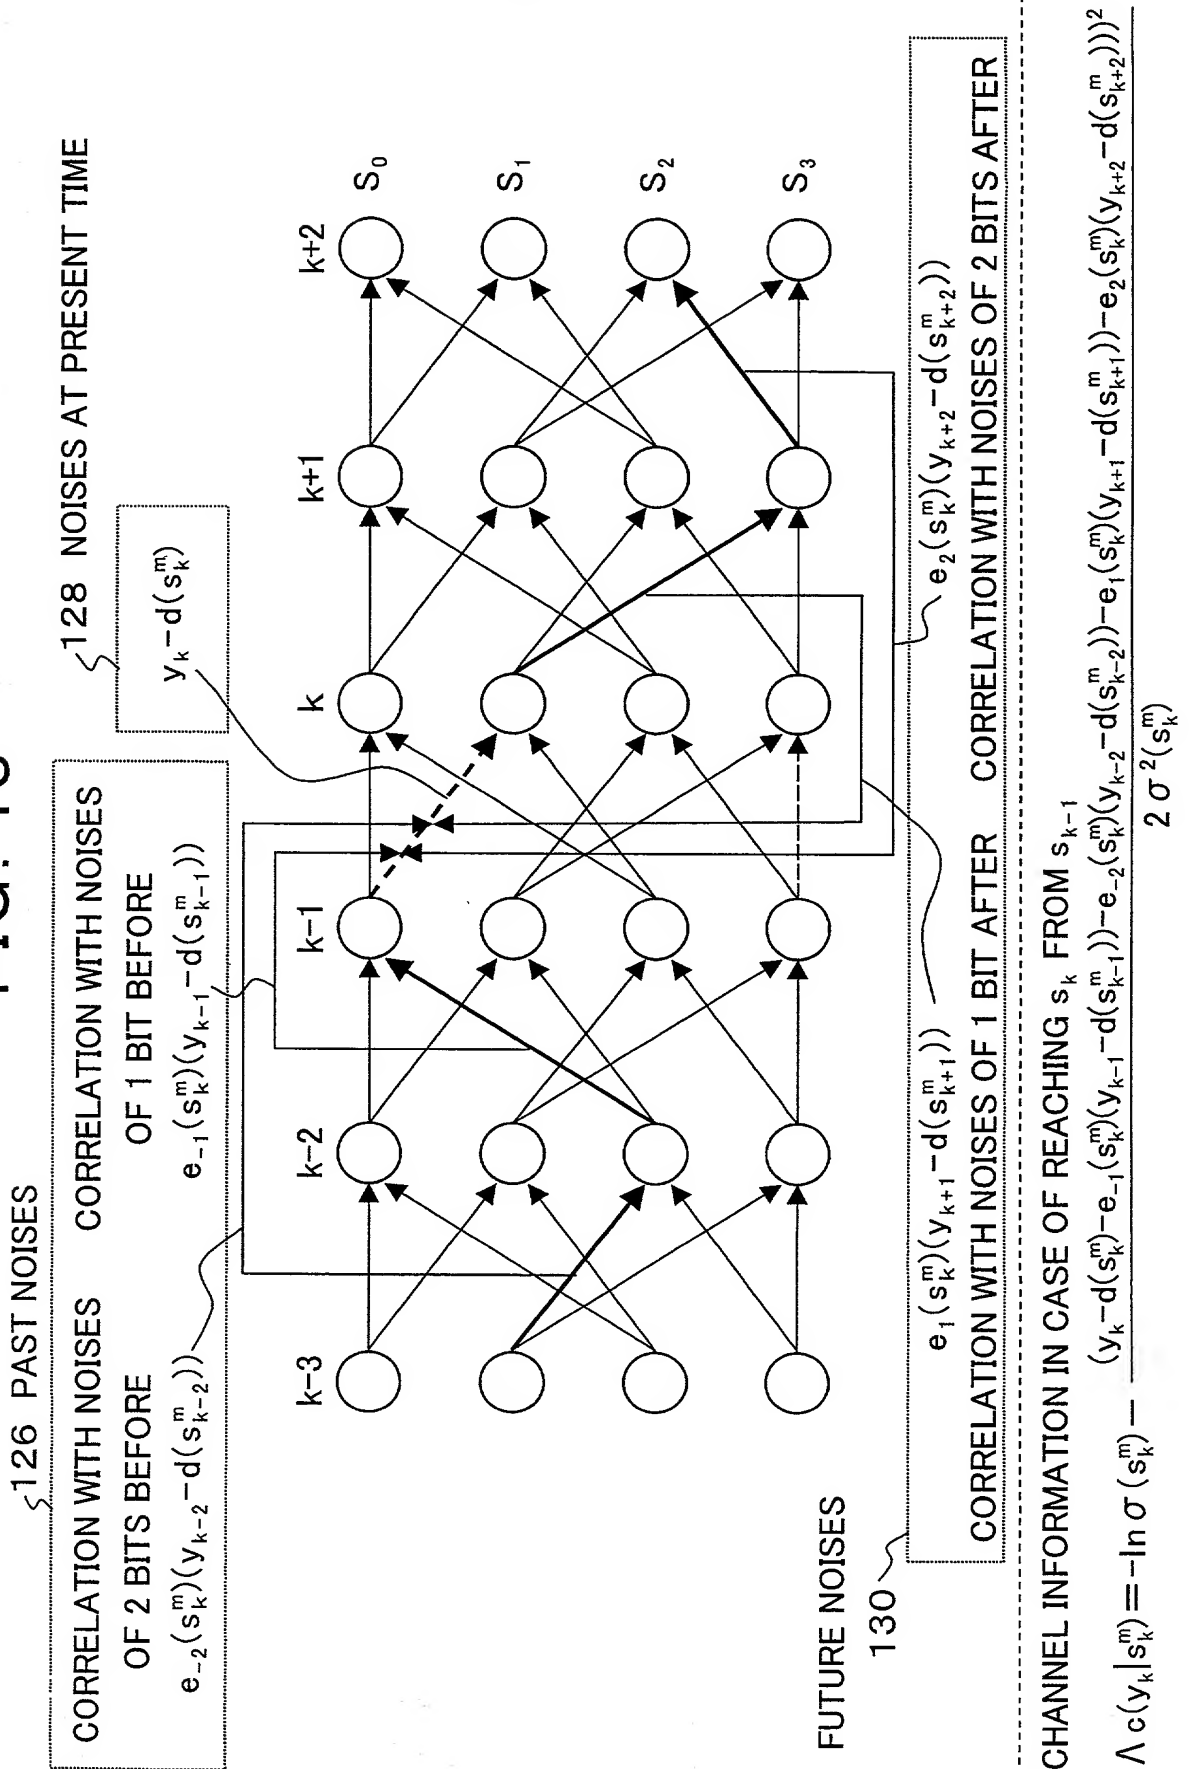 126 PAST NOISES
CORRELATION WITH NOISES OF 2 BITS BEFORE
e₋₂(sₖᵐ)(yₖ₋₂−d(sₖ₋₂ᵐ))
CORRELATION WITH NOISES OF 1 BIT BEFORE
e₋₁(sₖᵐ)(yₖ₋₁−d(sₖ₋₁ᵐ))
128 NOISES AT PRESENT TIME
yₖ−d(sₖᵐ)
k-3 k-2 k-1 k k+1 k+2
S₀
S₁
S₂
S₃
FUTURE NOISES
130
e₁(sₖᵐ)(yₖ₊₁−d(sₖ₊₁ᵐ))
CORRELATION WITH NOISES OF 1 BIT AFTER
e₂(sₖᵐ)(yₖ₊₂−d(sₖ₊₂ᵐ))
CORRELATION WITH NOISES OF 2 BITS AFTER
CHANNEL INFORMATION IN CASE OF REACHING sₖ FROM sₖ₋₁
Λc(yₖ|sₖᵐ)=−ln σ(sₖᵐ)− (yₖ−d(sₖᵐ)−e₋₁(sₖᵐ)(yₖ₋₁−d(sₖ₋₁ᵐ))−e₋₂(sₖᵐ)(yₖ₋₂−d(sₖ₋₂ᵐ))−e₁(sₖᵐ)(yₖ₊₁−d(sₖ₊₁ᵐ))−e₂(sₖᵐ)(yₖ₊₂−d(sₖ₊₂ᵐ)))²
2σ²(sₖᵐ)